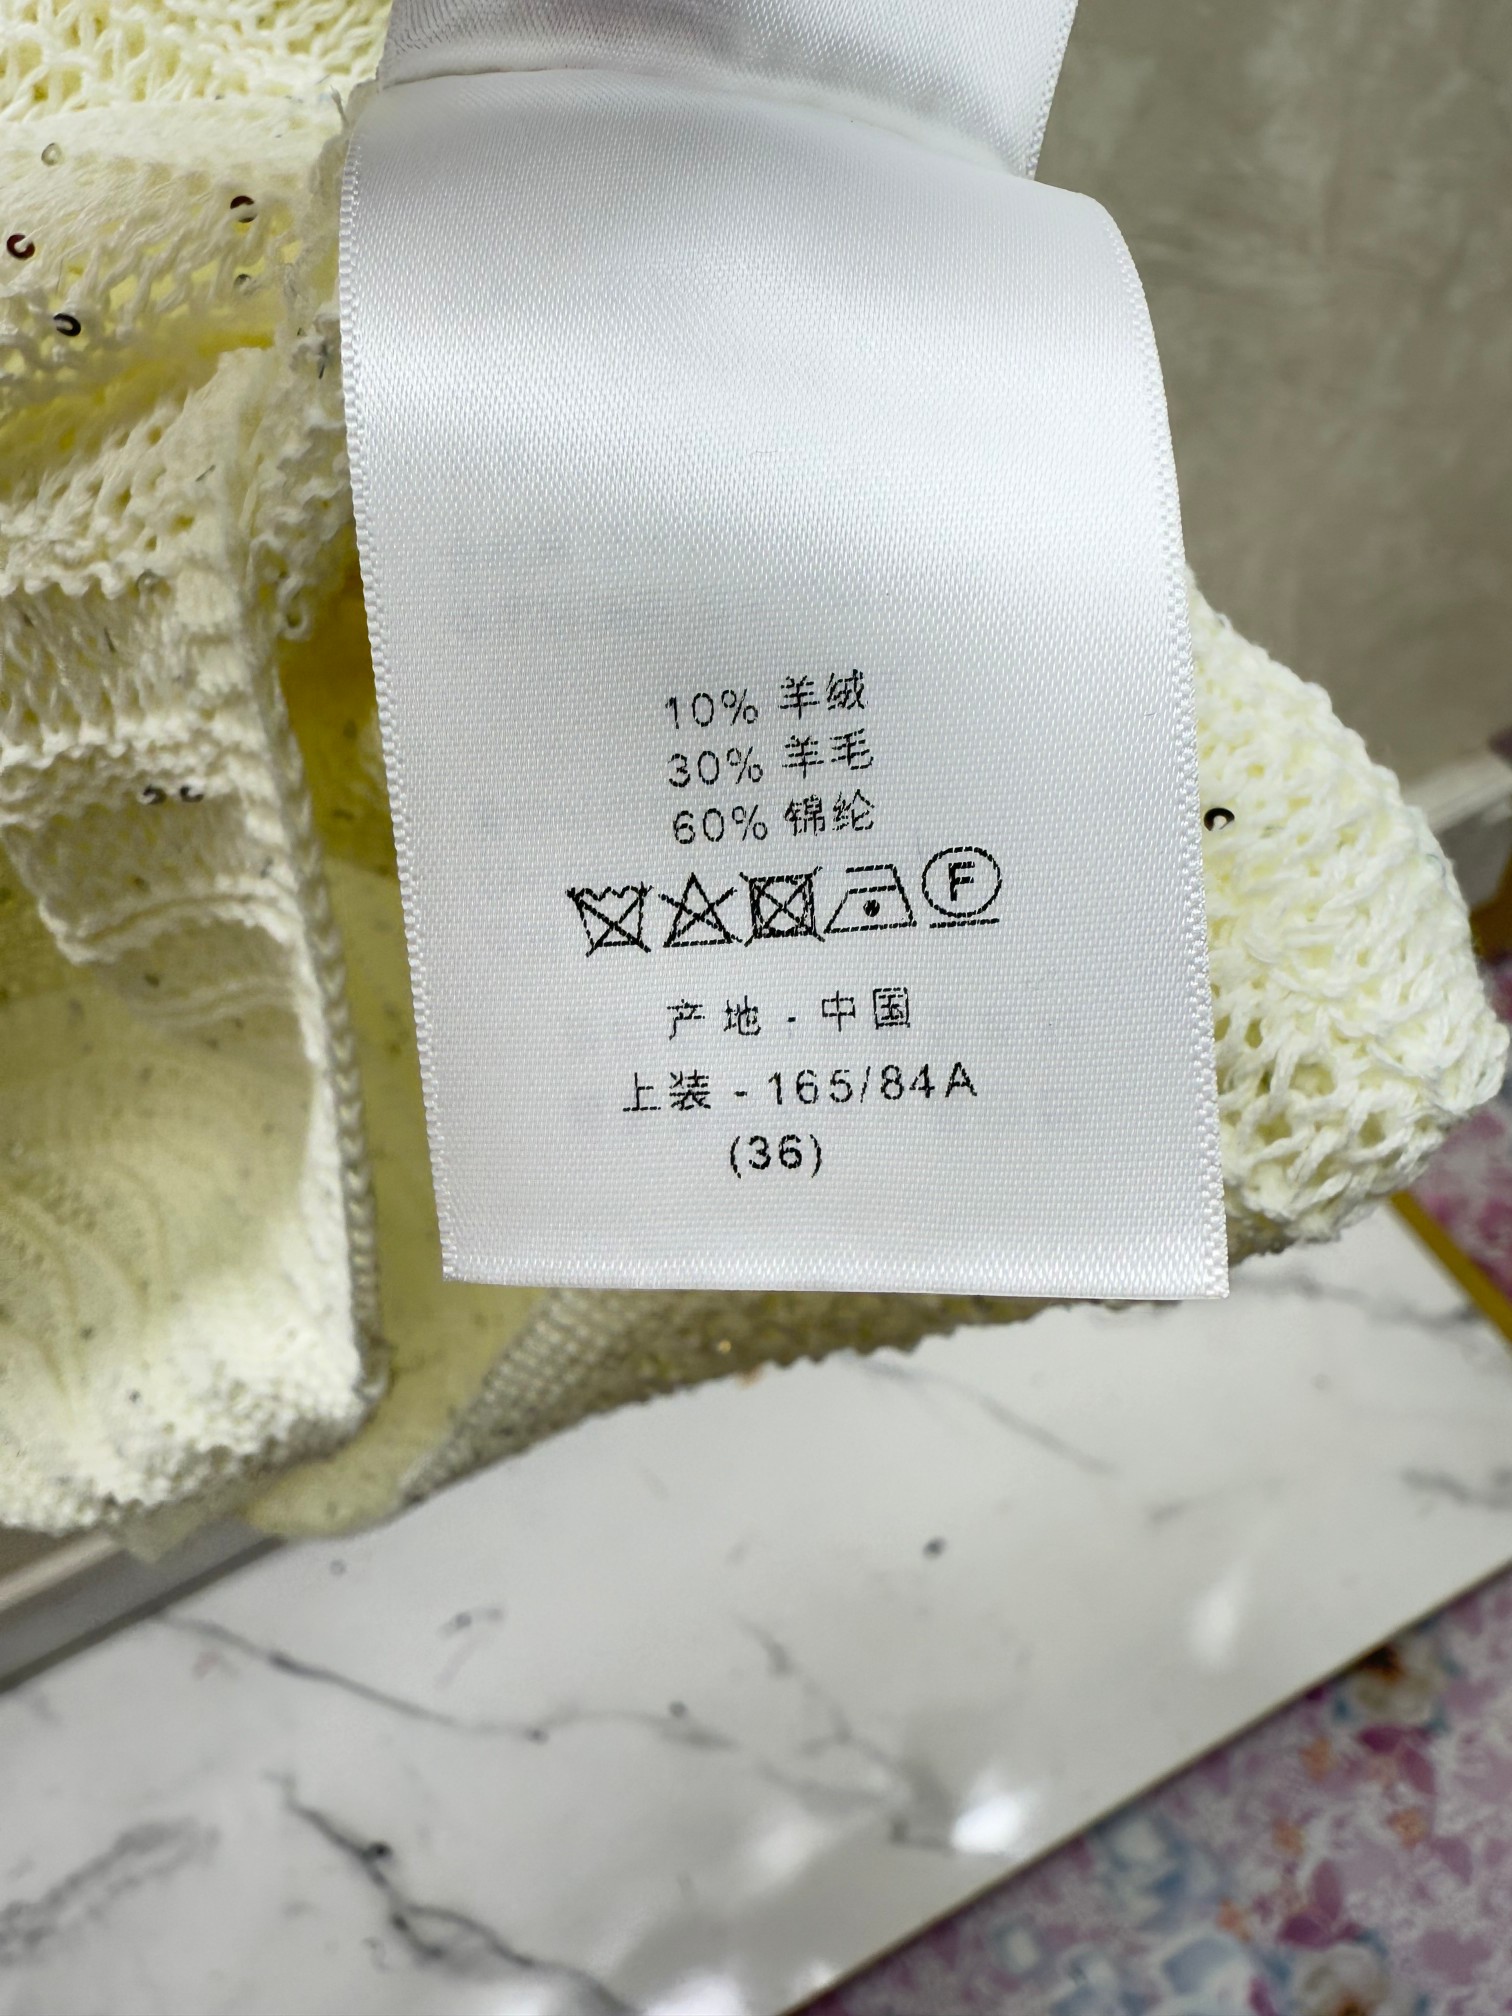 10% 羊绒
30% 羊毛
60% 锦纶
F
产 地 - 中国
上装 - 165/84A
(36)